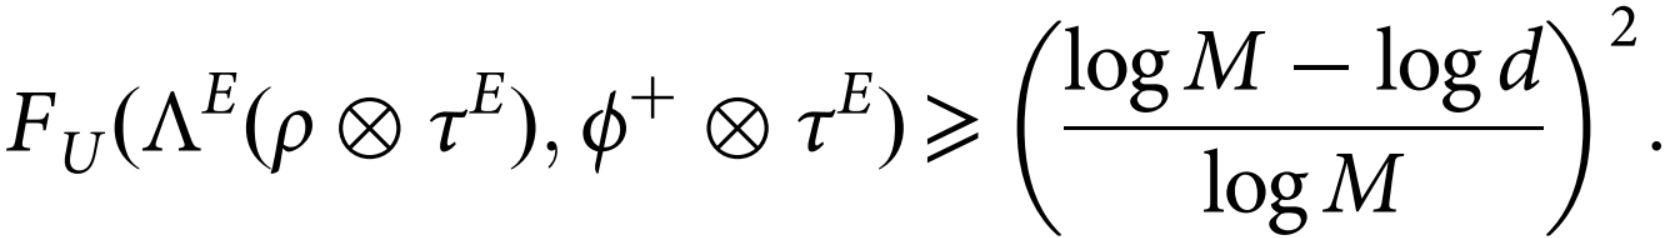 F_U(Λ^E(ρ ⊗ τ^E), ϕ^+ ⊗ τ^E) ⩾ ((log M − log d)/(log M))^2.